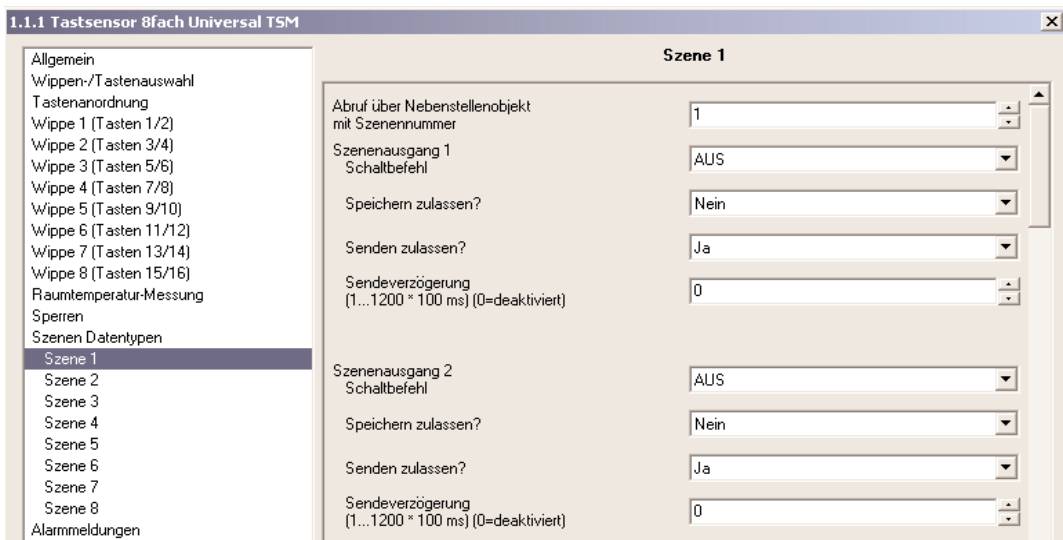 1.1.1 Tastsensor 8fach Universal TSM
Allgemein
Wippen-/Tastenauswahl
Tastenanordnung
Wippe 1 (Tasten 1/2)
Wippe 2 (Tasten 3/4)
Wippe 3 (Tasten 5/6)
Wippe 4 (Tasten 7/8)
Wippe 5 (Tasten 9/10)
Wippe 6 (Tasten 11/12)
Wippe 7 (Tasten 13/14)
Wippe 8 (Tasten 15/16)
Raumtemperatur-Messung
Sperren
Szenen Datentypen
Szene 1
Szene 2
Szene 3
Szene 4
Szene 5
Szene 6
Szene 7
Szene 8
Alarmmeldungen
Szene 1
Abruf über Nebenstellenobjekt
mit Szenennummer
1
Szenenausgang 1
Schaltbefehl
AUS
Speichern zulassen?
Nein
Senden zulassen?
Ja
Sendeverzögerung
(1...1200 * 100 ms) (0=deaktiviert)
0
Szenenausgang 2
Schaltbefehl
AUS
Speichern zulassen?
Nein
Senden zulassen?
Ja
Sendeverzögerung
(1...1200 * 100 ms) (0=deaktiviert)
0